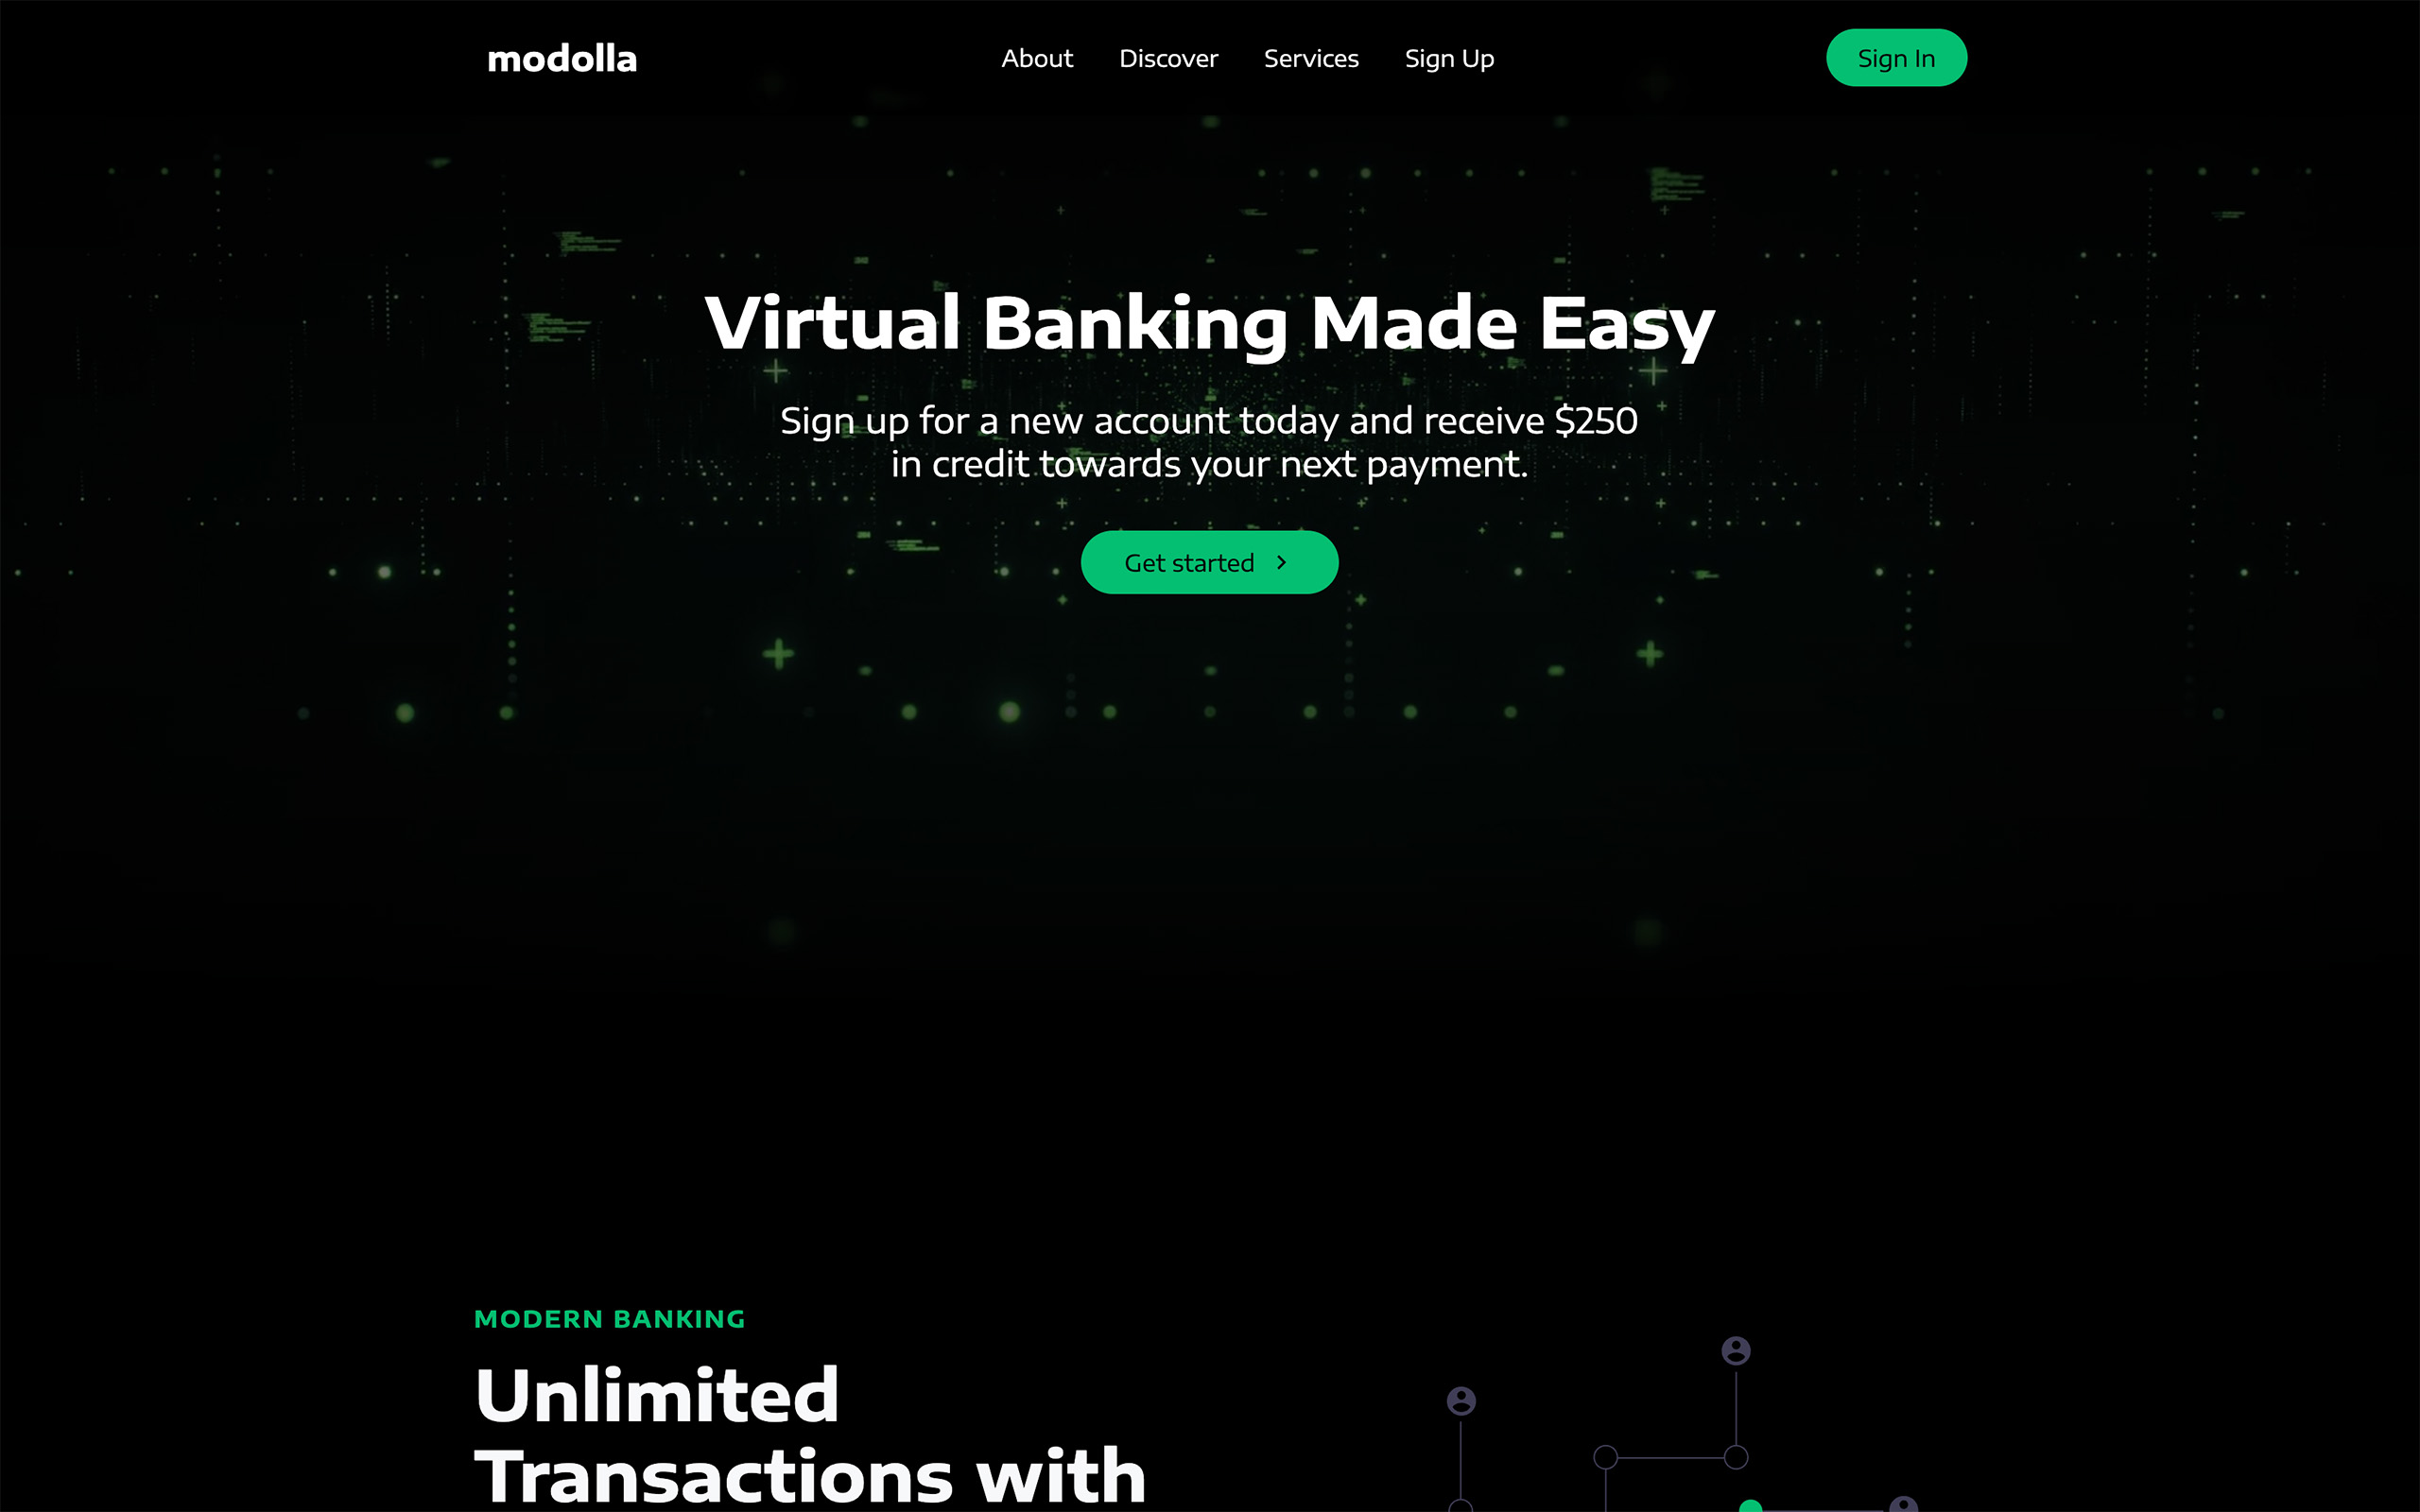 modolla
About Discover Services Sign Up
Sign In
Virtual Banking Made Easy
Sign up for a new account today and receive $250
in credit towards your next payment.
Get started
MODERN BANKING
Unlimited
Transactions with